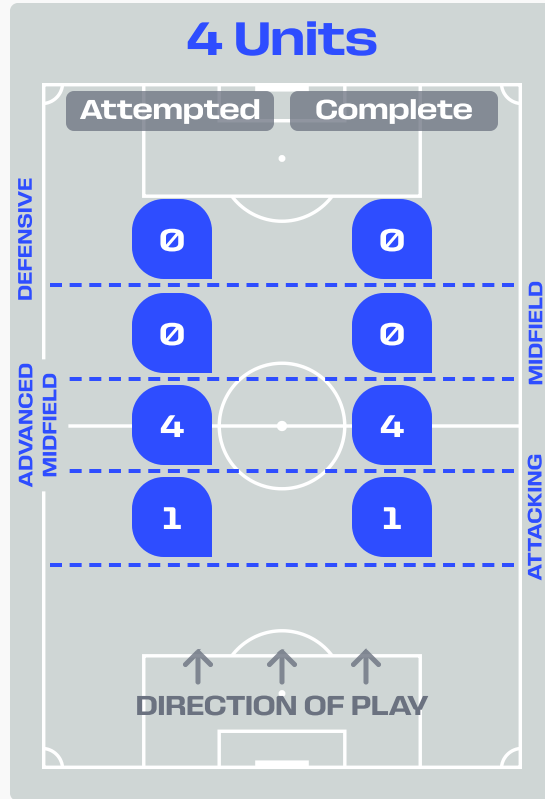 4 Units
Attempted Complete
DEFENSIVE
0 0
MIDFIELD
0 0
ADVANCED
MIDFIELD
4 4
ATTACKING
1 1
DIRECTION OF PLAY